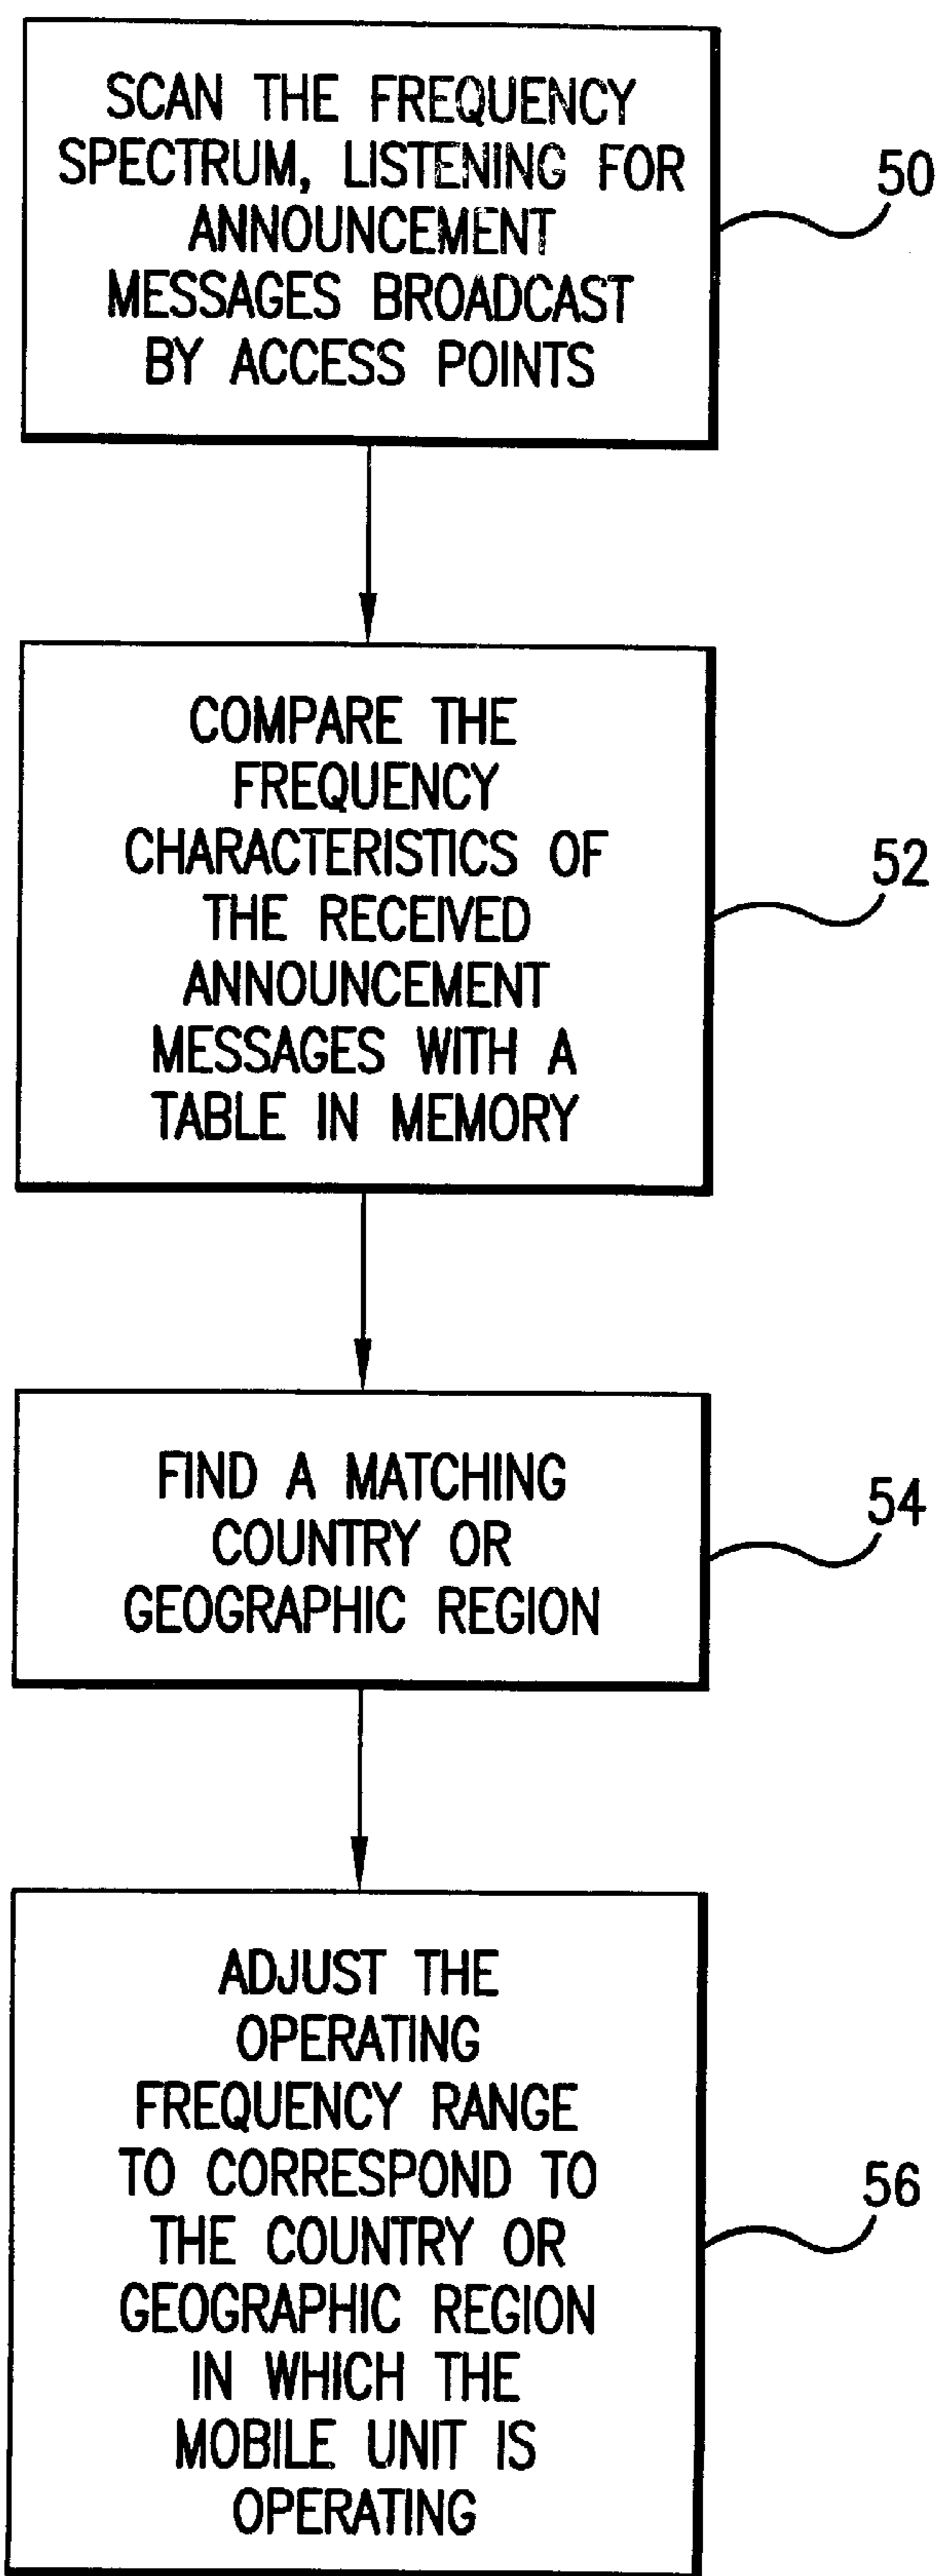 SCAN THE FREQUENCY
SPECTRUM, LISTENING FOR
ANNOUNCEMENT
MESSAGES BROADCAST
BY ACCESS POINTS
50
COMPARE THE
FREQUENCY
CHARACTERISTICS OF
THE RECEIVED
ANNOUNCEMENT
MESSAGES WITH A
TABLE IN MEMORY
52
FIND A MATCHING
COUNTRY OR
GEOGRAPHIC REGION
54
ADJUST THE
OPERATING
FREQUENCY RANGE
TO CORRESPOND TO
THE COUNTRY OR
GEOGRAPHIC REGION
IN WHICH THE
MOBILE UNIT IS
OPERATING
56